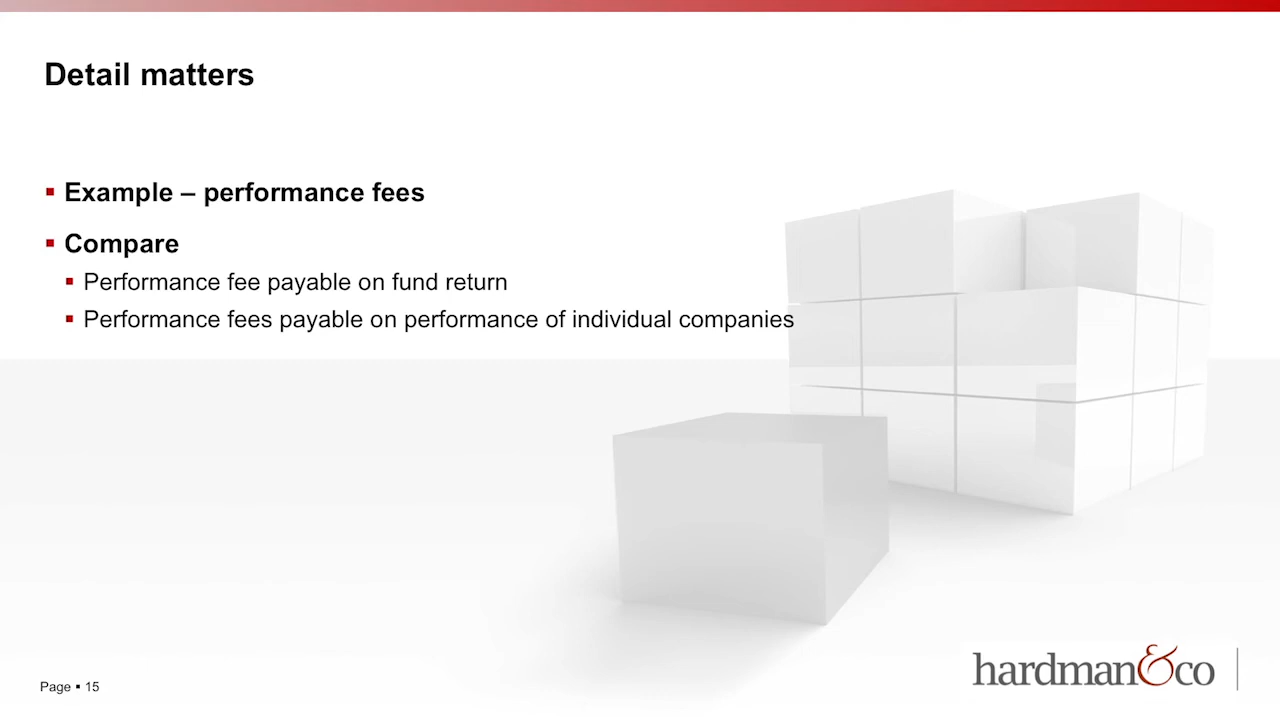 Detail matters
▪ Example – performance fees
▪ Compare
▪ Performance fee payable on fund return
▪ Performance fees payable on performance of individual companies
Page ▪ 15
hardman&co